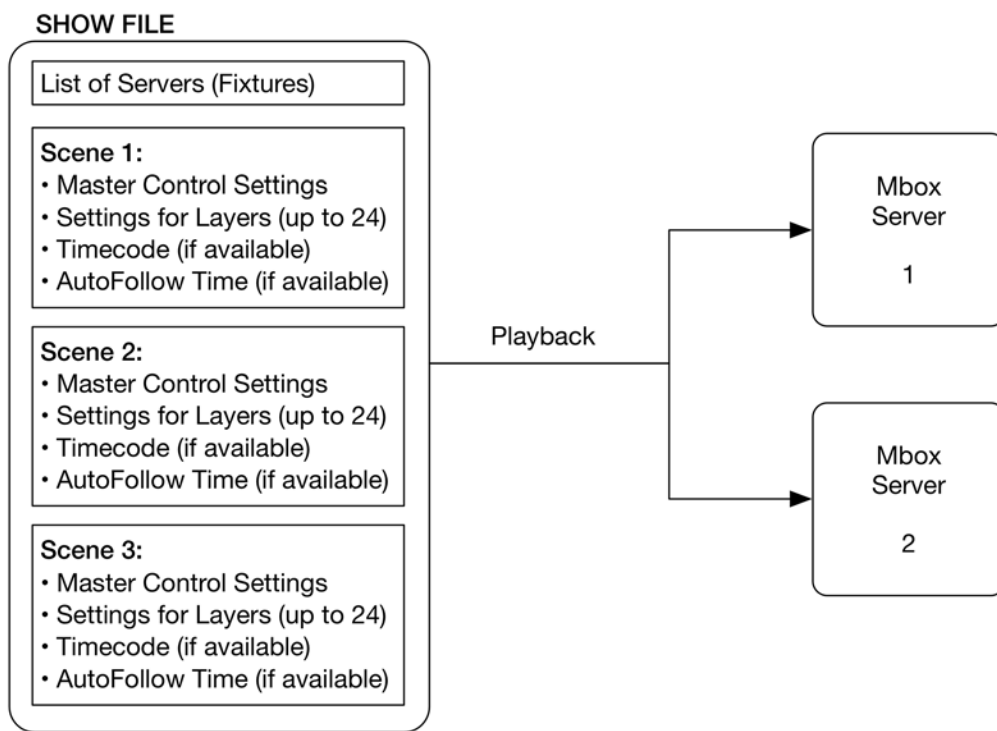 SHOW FILE
List of Servers (Fixtures)
Scene 1:
• Master Control Settings
• Settings for Layers (up to 24)
• Timecode (if available)
• AutoFollow Time (if available)
Scene 2:
• Master Control Settings
• Settings for Layers (up to 24)
• Timecode (if available)
• AutoFollow Time (if available)
Scene 3:
• Master Control Settings
• Settings for Layers (up to 24)
• Timecode (if available)
• AutoFollow Time (if available)
Playback
Mbox
Server
1
Mbox
Server
2